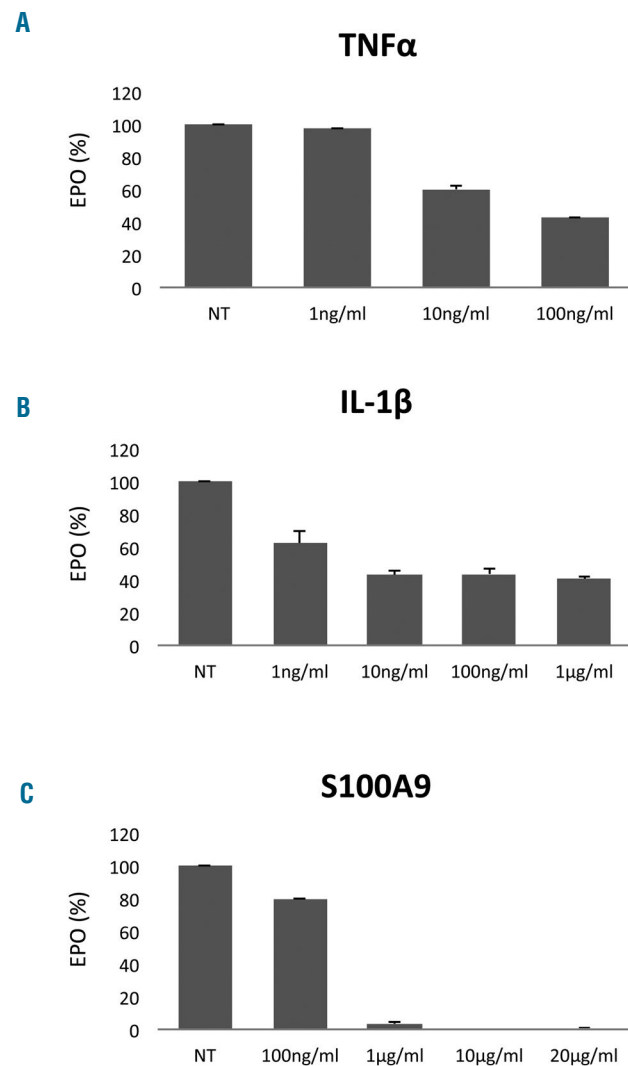 A
TNFα
EPO (%)
120
100
80
60
40
20
0
NT 1ng/ml 10ng/ml 100ng/ml
B
IL-1β
EPO (%)
120
100
80
60
40
20
0
NT 1ng/ml 10ng/ml 100ng/ml 1µg/ml
C
S100A9
EPO (%)
120
100
80
60
40
20
0
NT 100ng/ml 1µg/ml 10µg/ml 20µg/ml